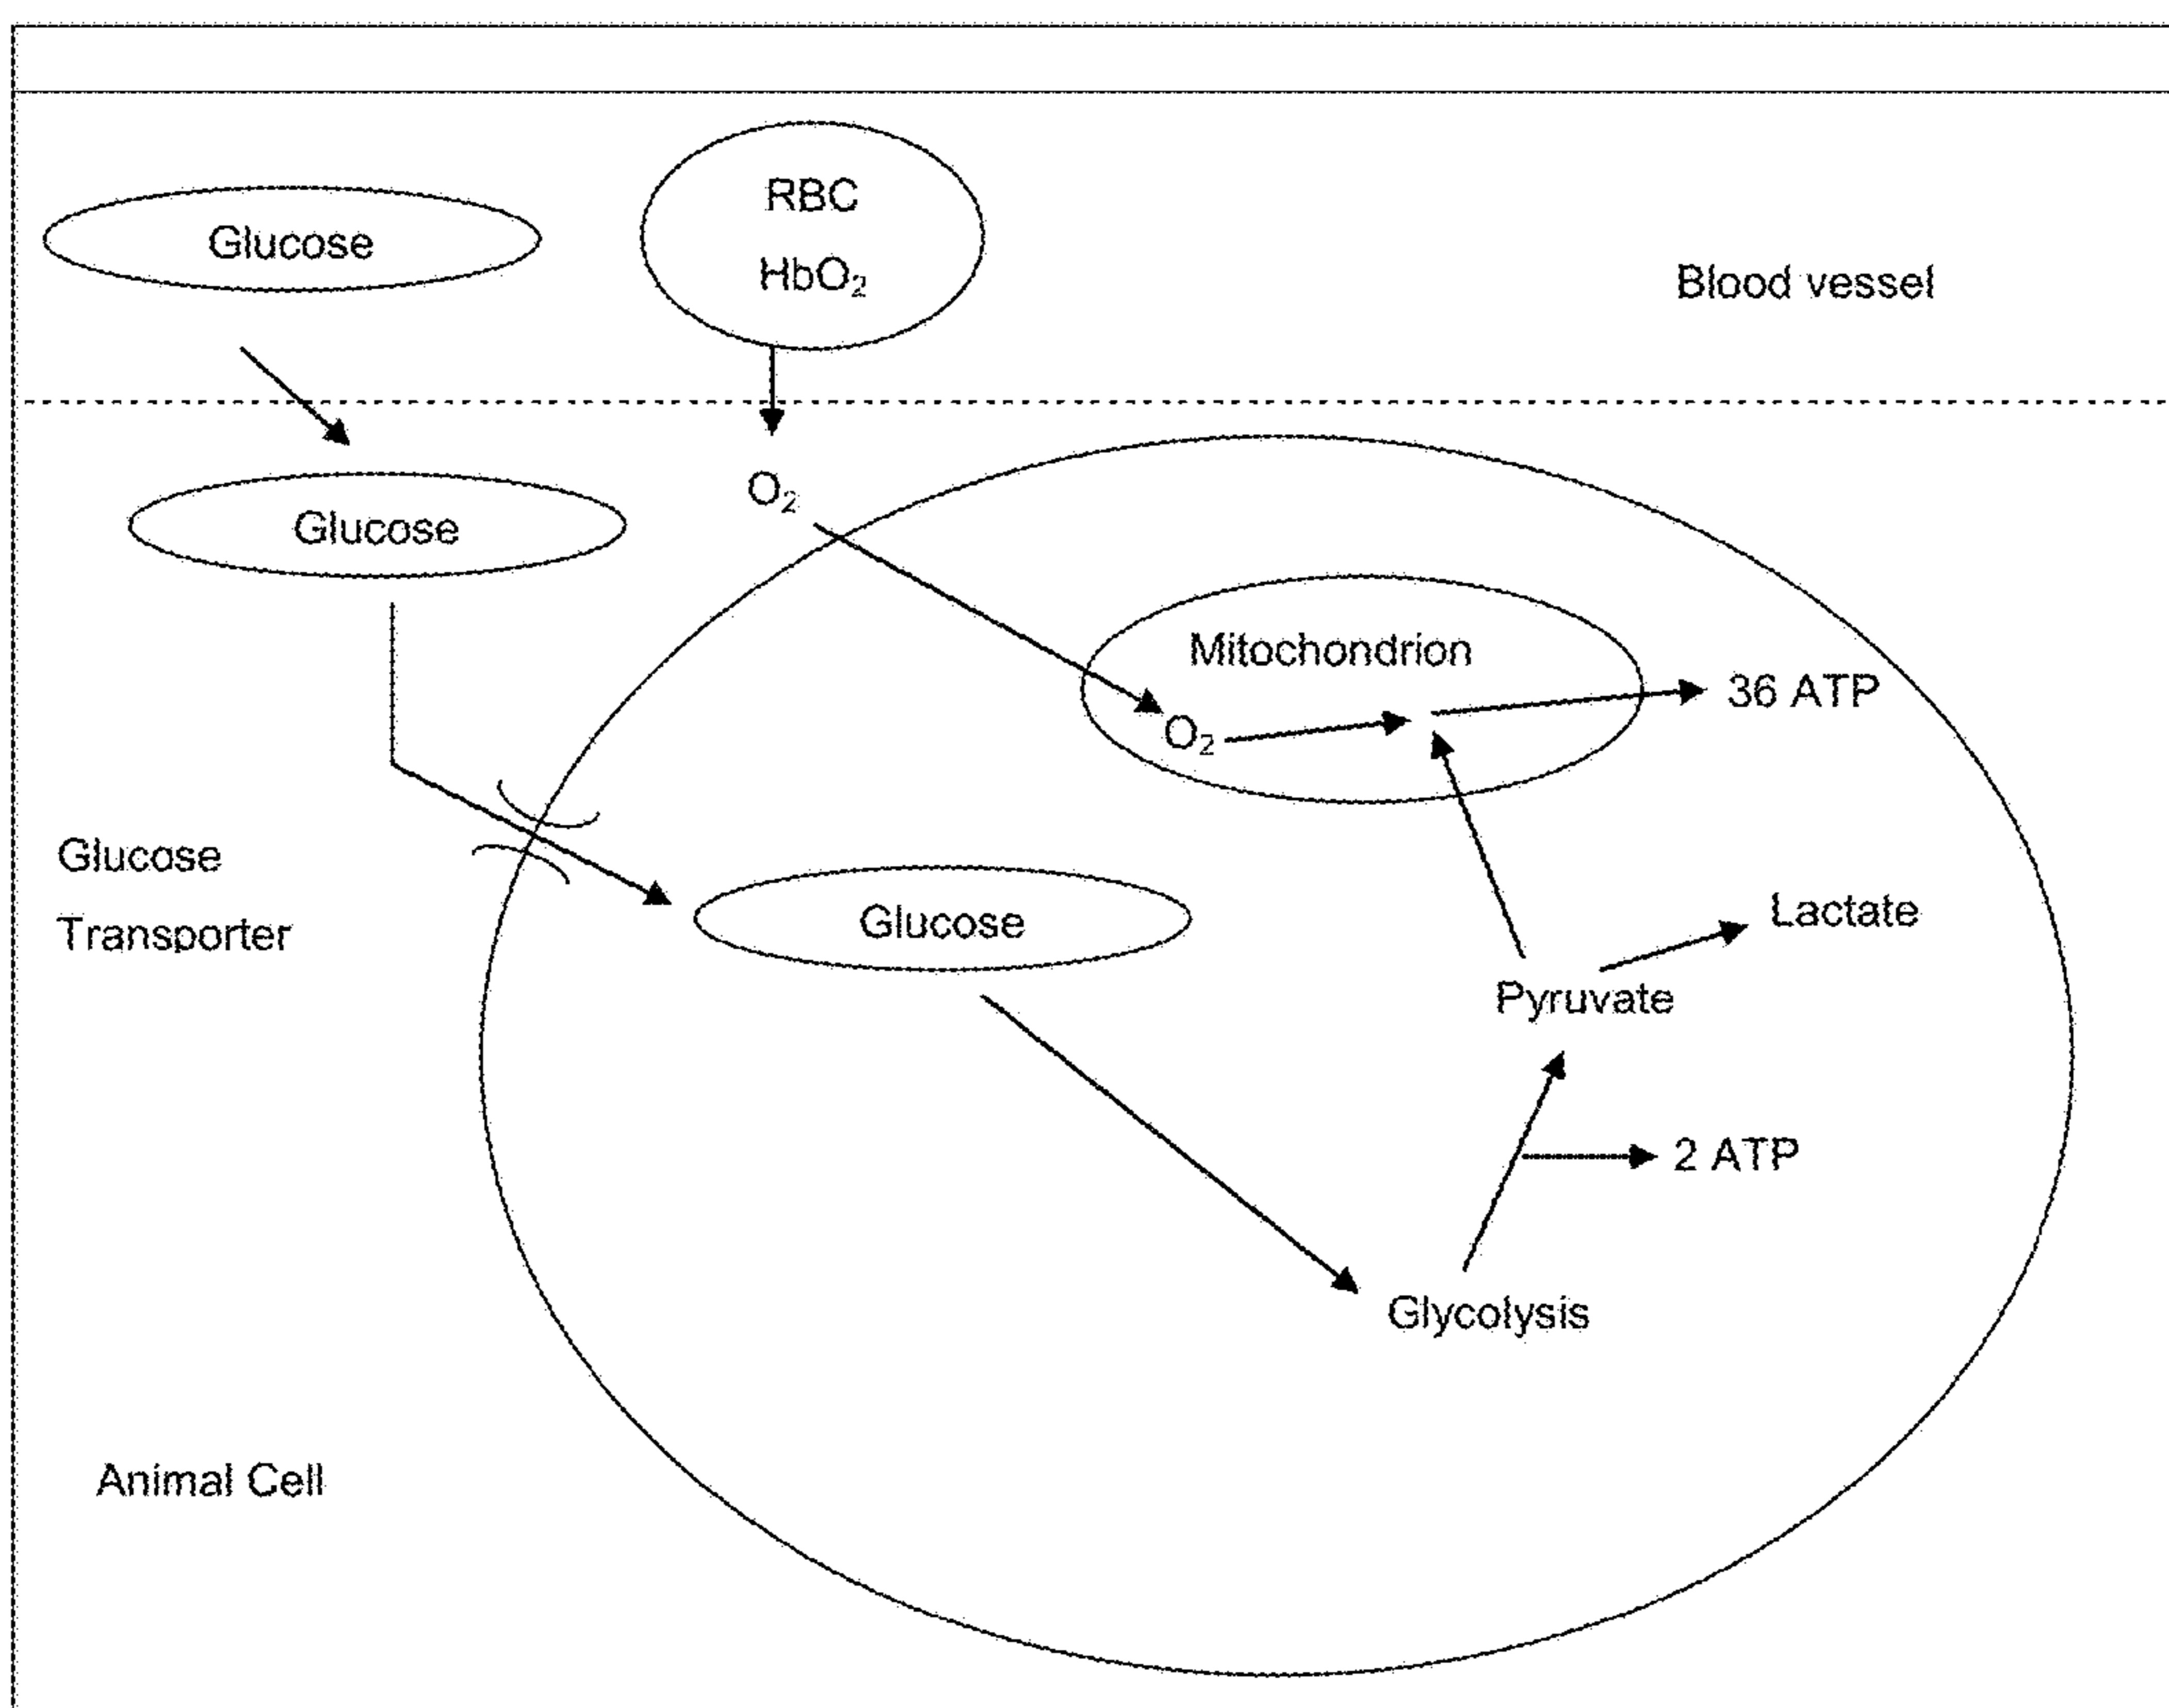 RBC
Glucose
HbO₂
Blood vessel
O₂
Glucose
Mitochondrion
36 ATP
O₂
Glucose
Transporter
Glucose
Lactate
Pyruvate
2 ATP
Glycolysis
Animal Cell